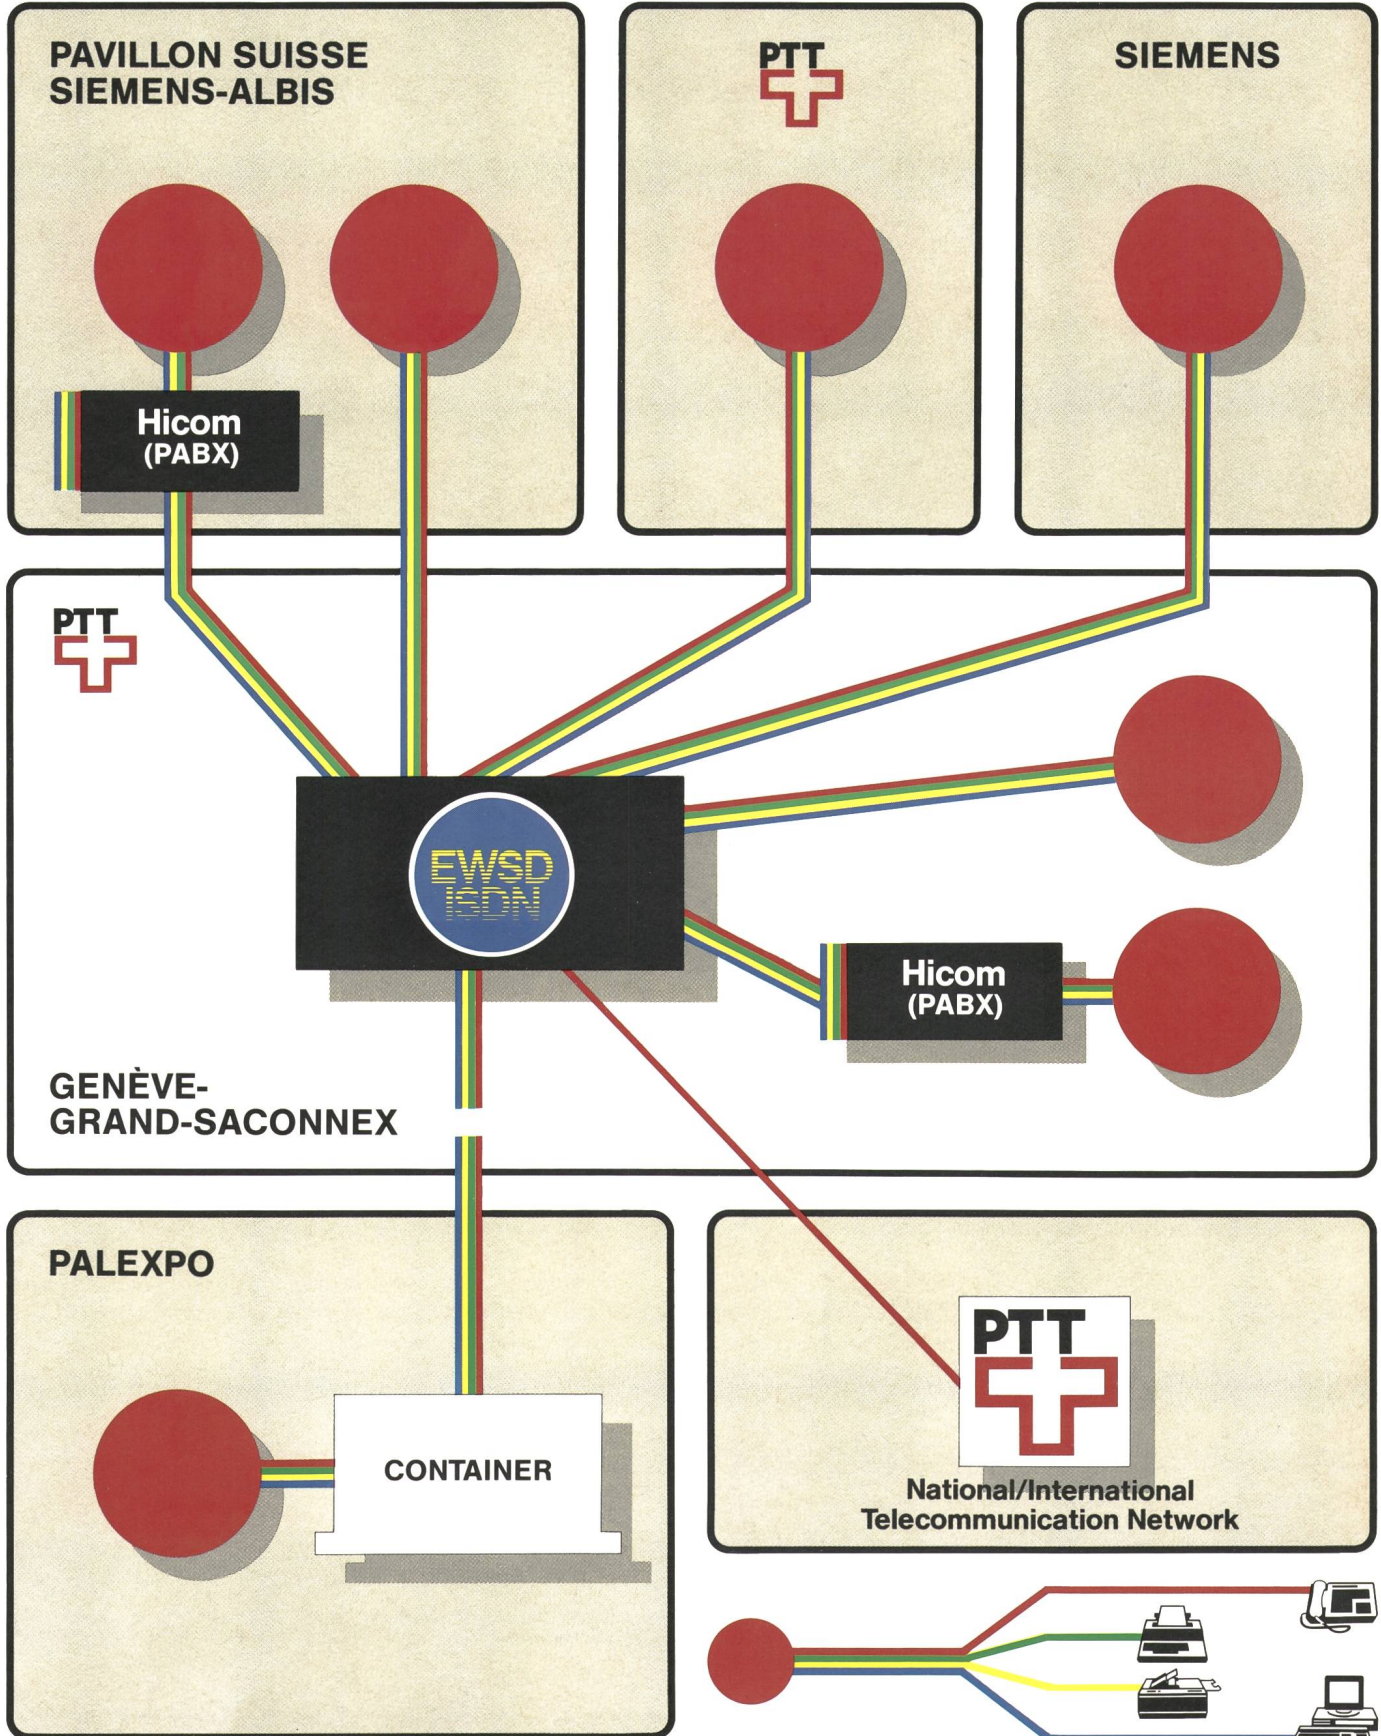 PAVILLON SUISSE
SIEMENS-ALBIS
PTT
SIEMENS
Hicom
(PABX)
PTT
EWSD
ISDN
Hicom
(PABX)
GENÈVE-
GRAND-SACONNEX
PALEXPO
CONTAINER
PTT
National/International
Telecommunication Network